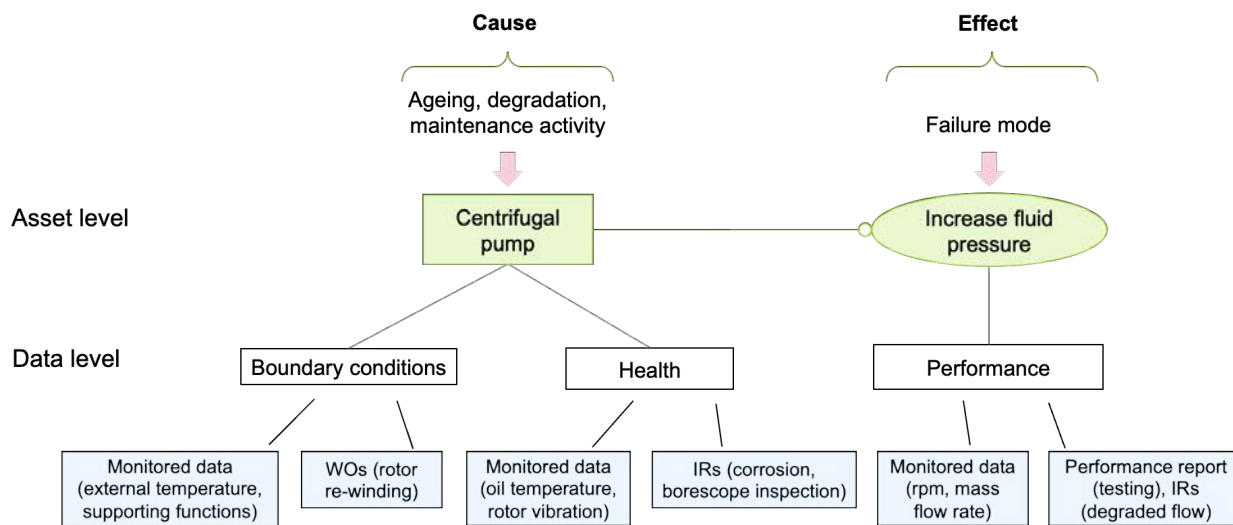 Cause
Effect
Ageing, degradation,
maintenance activity
Failure mode
Asset level
Centrifugal
pump
Increase fluid
pressure
Data level
Boundary conditions
Health
Performance
Monitored data
(external temperature,
supporting functions)
WOs (rotor
re-winding)
Monitored data
(oil temperature,
rotor vibration)
IRs (corrosion,
borescope inspection)
Monitored data
(rpm, mass
flow rate)
Performance report
(testing), IRs
(degraded flow)